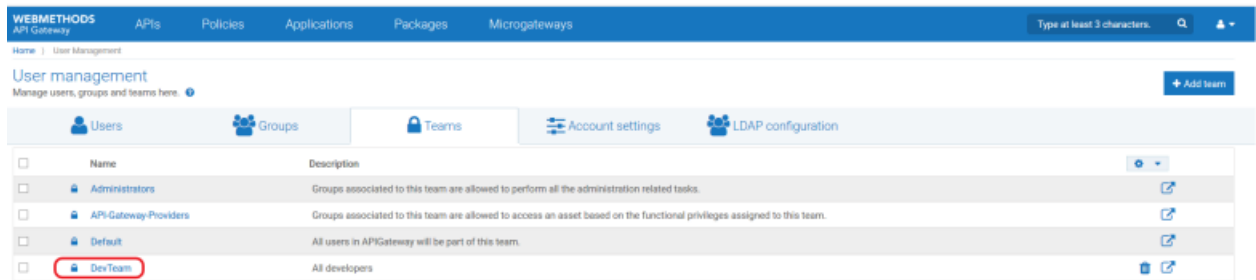 WEBMETHODS APIs Policies Applications Packages Microgateways Type at least 3 characters.
API Gateway
Home | User Management
User management
Manage users, groups and teams here.
+ Add team
Users Groups Teams Account settings LDAP configuration
Name Description
Administrators Groups associated to this team are allowed to perform all the administration related tasks.
API-Gateway-Providers Groups associated to this team are allowed to access an asset based on the functional privileges assigned to this team.
Default All users in APIGateway will be part of this team.
DevTeam All developers